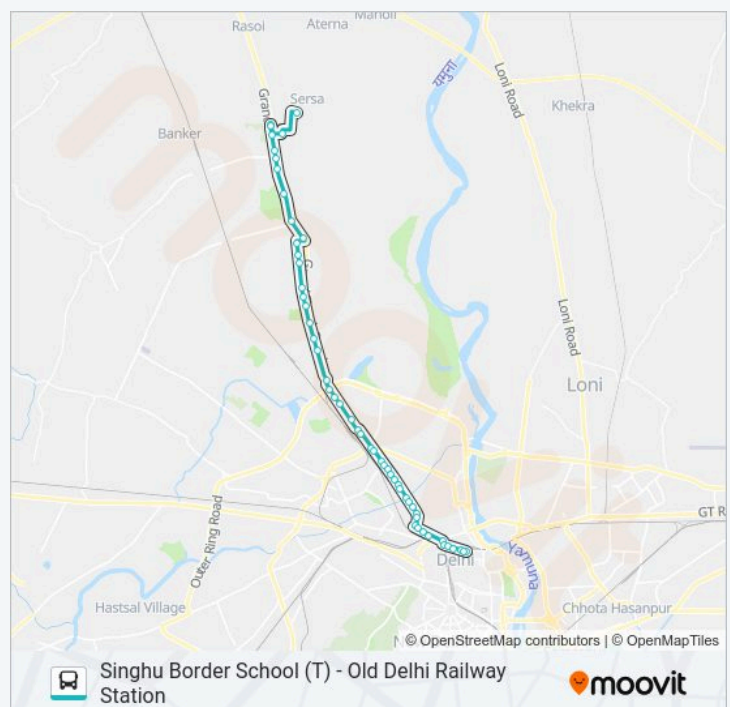 Manoli
Rasoi
Aterna
यमुना
Loni Road
Sersa
Khekra
Banker
Loni Road
Loni
Outer Ring Road
GT R
Delhi
Yamuna
Hastsal Village
Chhota Hasanpur
N
© OpenStreetMap contributors | © OpenMapTiles
Singhu Border School (T) - Old Delhi Railway
Station
moovit